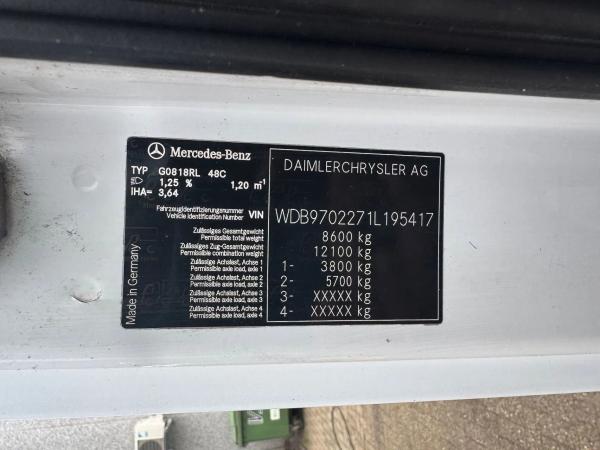 Mercedes-Benz
TYP G0818RL 48C
1,25 % 1,20 m¹
IHA= 3,64
Fahrzeugidentifizierungsnummer
Vehicle Identification Number VIN
Zulässiges Gesamtgewicht
Permissible total weight
Zulässiges Zug-Gesamtgewicht
Permissible combination weight
Zulässige Achslast, Achse 1
Permissible axle load, axle 1
Zulässige Achslast, Achse 2
Permissible axle load, axle 2
Zulässige Achslast, Achse 3
Permissible axle load, axle 3
Zulässige Achslast, Achse 4
Permissible axle load, axle 4
Made in Germany
DAIMLERCHRYSLER AG
WDB9702271L195417
8600 kg
12100 kg
1- 3800 kg
2- 5700 kg
3- XXXXX kg
4- XXXXX kg